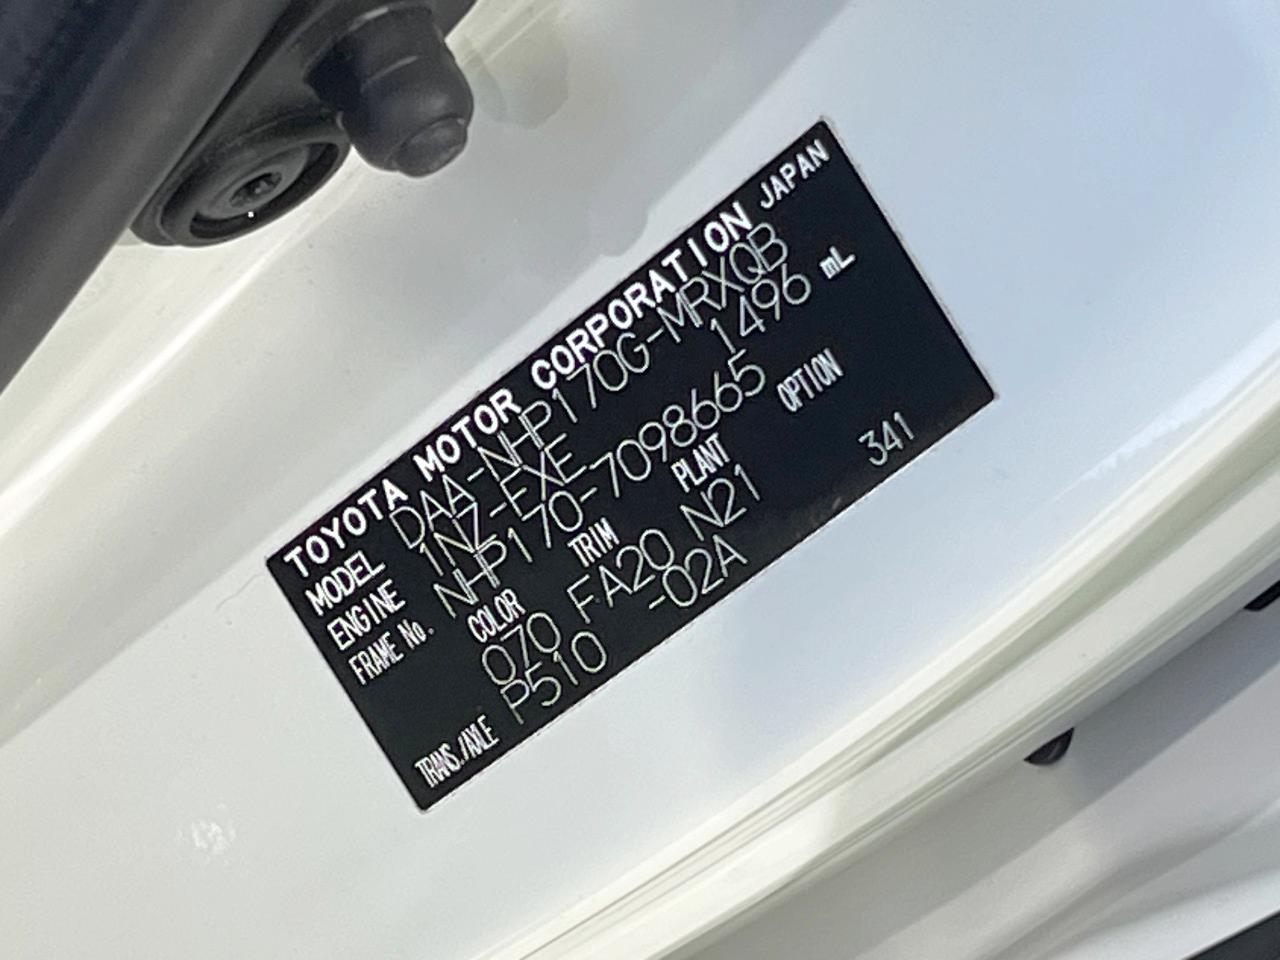 TOYOTA MOTOR CORPORATION JAPAN
MODEL DAA-NHP170G-MRXQB
ENGINE 1NZ-FXE 1496 mL
FRAME No. NHP170-7098665
COLOR TRIM PLANT OPTION
070 FA20 N21 341
TRANS./AXLE P510 -02A